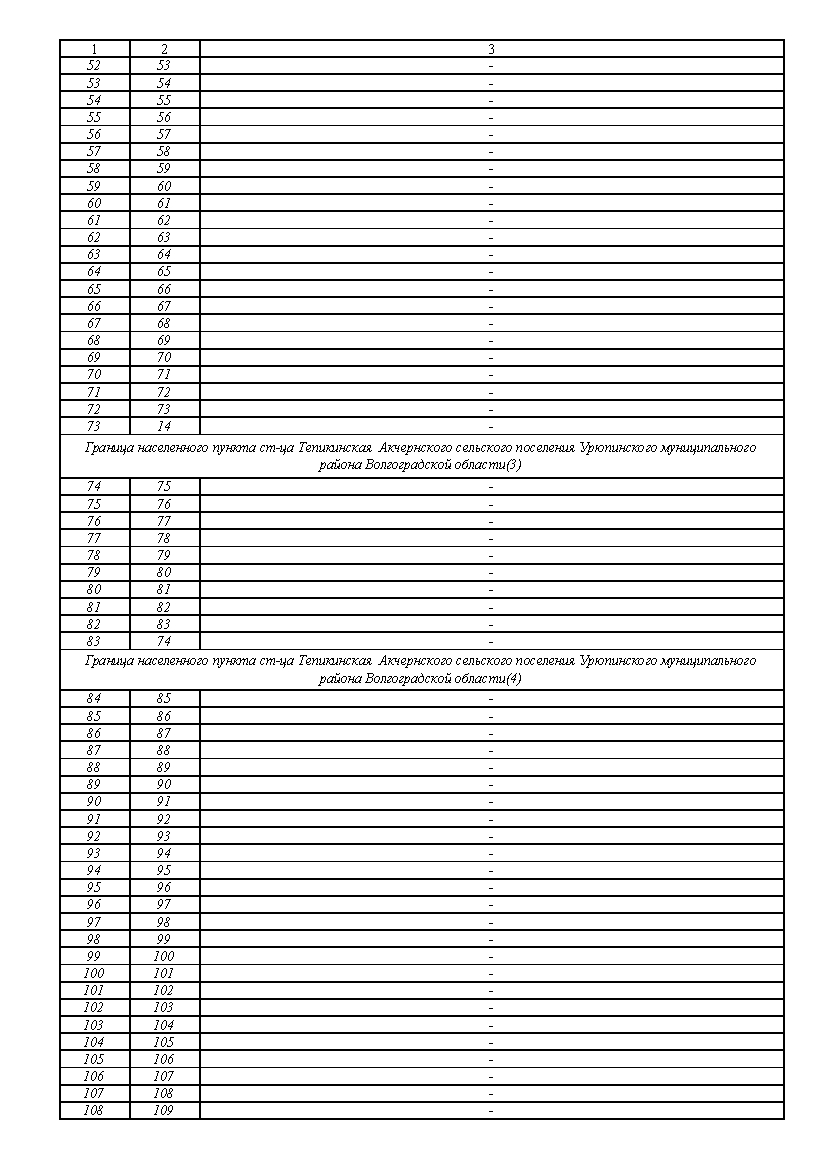 1 2 3
52 53 -
53 54 -
54 55 -
55 56 -
56 57 -
57 58 -
58 59 -
59 60 -
60 61 -
61 62 -
62 63 -
63 64 -
64 65 -
65 66 -
66 67 -
67 68 -
68 69 -
69 70 -
70 71 -
71 72 -
72 73 -
73 14 -
Граница населенного пункта ст-ца Тепикинская Акчернского сельского поселения Урюпинского муниципального
района Волгоградской области(3)
74 75 -
75 76 -
76 77 -
77 78 -
78 79 -
79 80 -
80 81 -
81 82 -
82 83 -
83 74 -
Граница населенного пункта ст-ца Тепикинская Акчернского сельского поселения Урюпинского муниципального
района Волгоградской области(4)
84 85 -
85 86 -
86 87 -
87 88 -
88 89 -
89 90 -
90 91 -
91 92 -
92 93 -
93 94 -
94 95 -
95 96 -
96 97 -
97 98 -
98 99 -
99 100 -
100 101 -
101 102 -
102 103 -
103 104 -
104 105 -
105 106 -
106 107 -
107 108 -
108 109 -